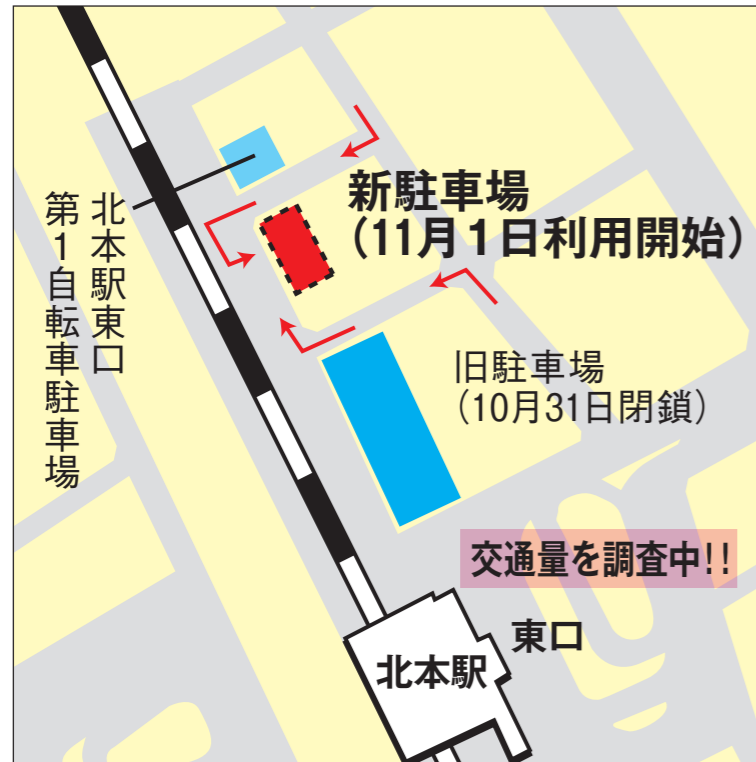 新駐車場
（11月1日利用開始）
北本駅東口
第1自転車駐車場
旧駐車場
（10月31日閉鎖）
交通量を調査中!!
東口
北本駅